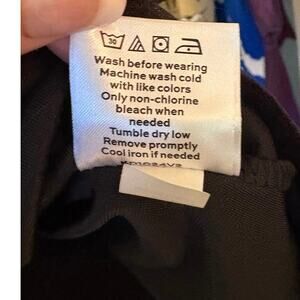 30
Wash before wearing
Machine wash cold
with like colors
Only non-chlorine
bleach when
needed
Tumble dry low
Remove promptly
Cool iron if needed